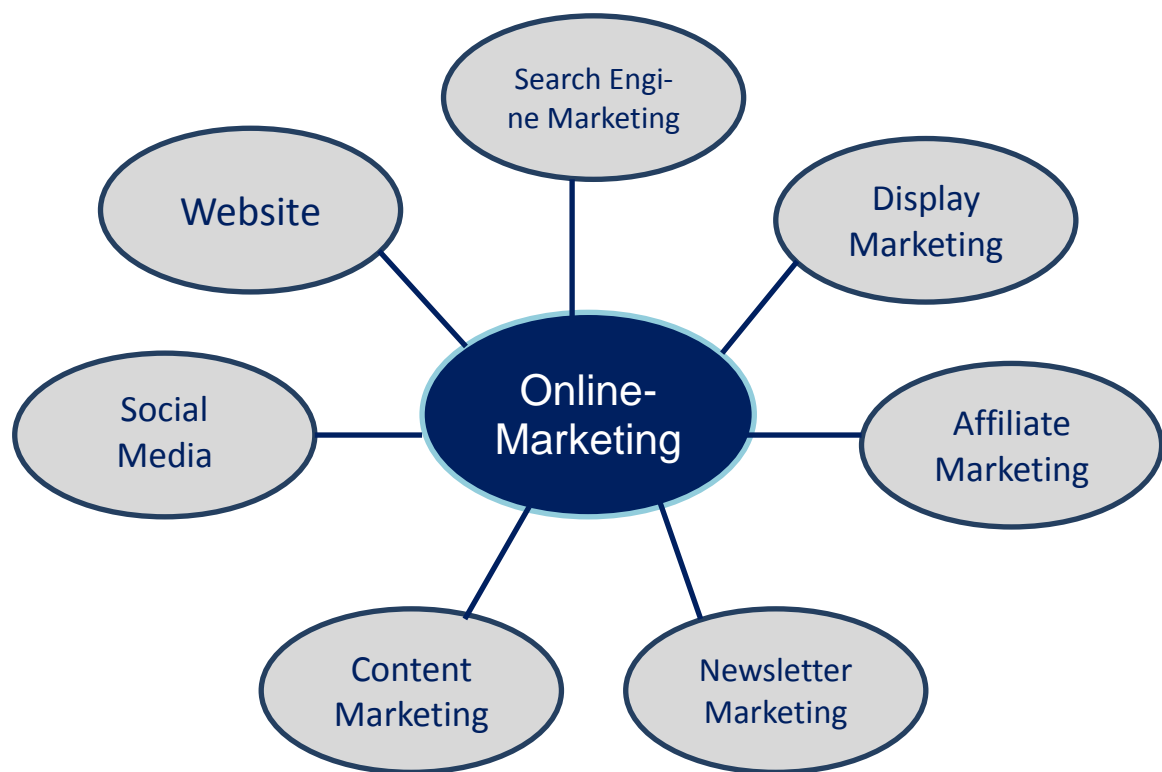 Search Engi-
ne Marketing
Website
Display
Marketing
Online-
Marketing
Social
Media
Affiliate
Marketing
Content
Marketing
Newsletter
Marketing